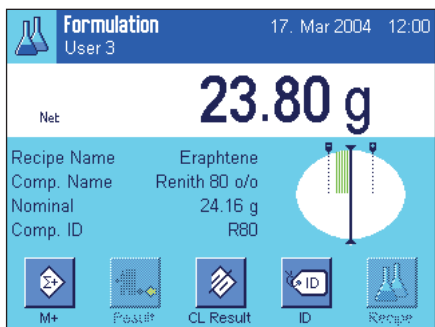 Formulation 17. Mar 2004 12:00
User 3
Net 23.80 g
Recipe Name Eraphtene
Comp. Name Renith 80 o/o
Nominal 24.16 g
Comp. ID R80
Σ+ ID
M+ Result CL Result ID Recipe